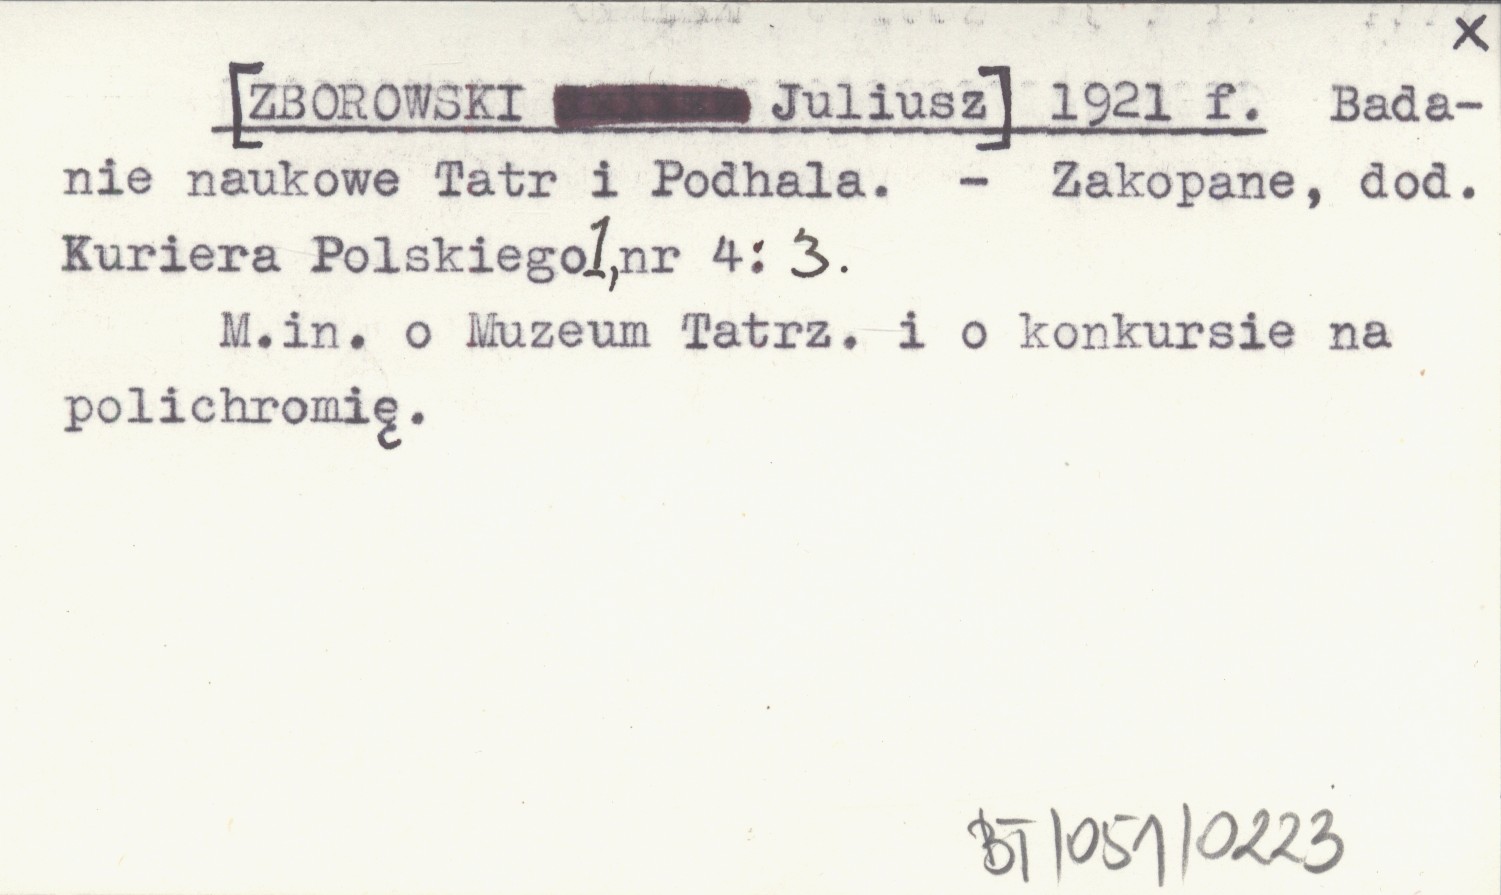 x
[ZBOROWSKI Juliusz] 1921 f. Bada-
nie naukowe Tatr i Podhala. - Zakopane, dod.
Kuriera Polskiego 1, nr 4: 3.
M.in. o Muzeum Tatrz. i o konkursie na
polichromię.
BT/051/0223